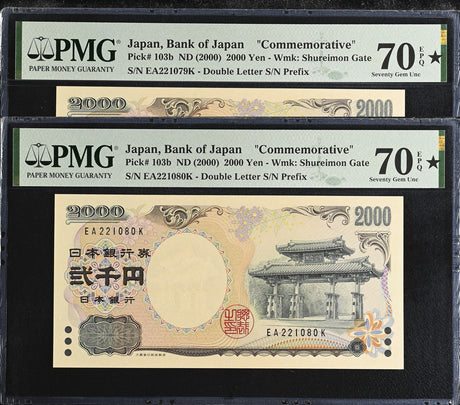 PMG
PAPER MONEY GUARANTY
Japan, Bank of Japan "Commemorative"
Pick# 103b ND (2000) 2000 Yen - Wmk: Shureimon Gate
S/N EA221079K - Double Letter S/N Prefix
70 EPQ ★
Seventy Gem Unc
2000
2000
PMG
PAPER MONEY GUARANTY
Japan, Bank of Japan "Commemorative"
Pick# 103b ND (2000) 2000 Yen - Wmk: Shureimon Gate
S/N EA221080K - Double Letter S/N Prefix
70 EPQ ★
Seventy Gem Unc
2000
2000
EA221080K
日本銀行券
弐千円
日本銀行
EA221080K